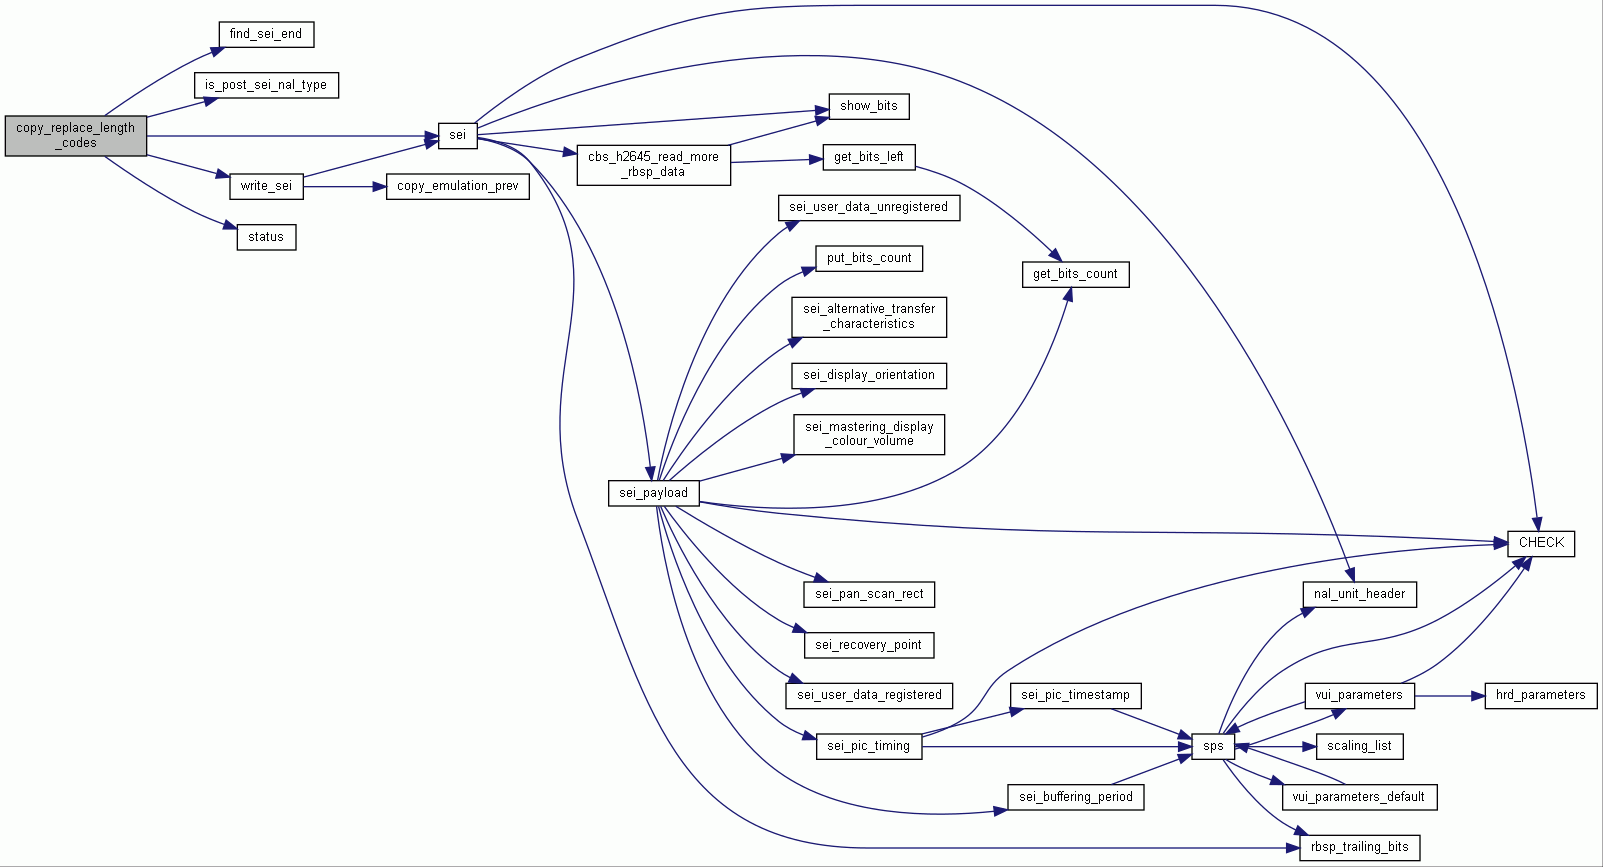 find_sei_end
is_post_sei_nal_type
copy_replace_length
_codes
sei
write_sei
copy_emulation_prev
status
show_bits
cbs_h2645_read_more
_rbsp_data
get_bits_left
sei_user_data_unregistered
put_bits_count
get_bits_count
sei_alternative_transfer
_characteristics
sei_display_orientation
sei_mastering_display
_colour_volume
sei_payload
CHECK
sei_pan_scan_rect
nal_unit_header
sei_recovery_point
sei_user_data_registered
sei_pic_timestamp
vui_parameters
hrd_parameters
sei_pic_timing
sps
scaling_list
sei_buffering_period
vui_parameters_default
rbsp_trailing_bits